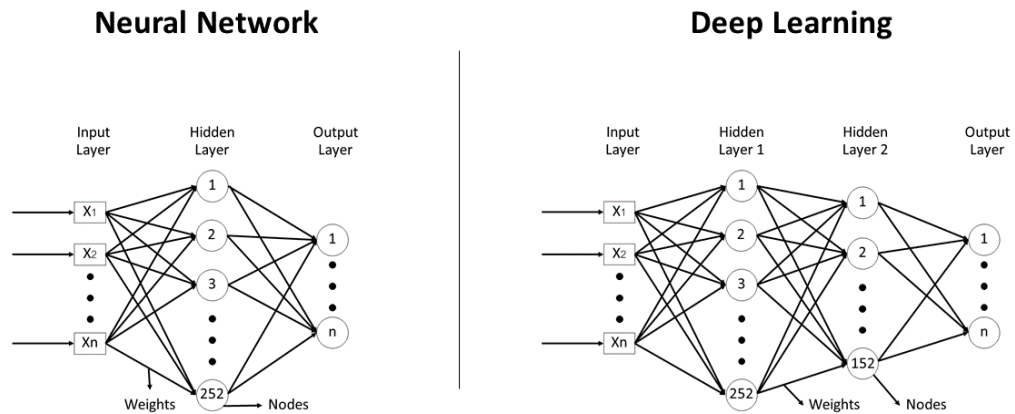 Neural Network
Input
Layer
Hidden
Layer
Output
Layer
X1
X2
Xn
1
2
3
252
1
n
Weights
Nodes
Deep Learning
Input
Layer
Hidden
Layer 1
Hidden
Layer 2
Output
Layer
X1
X2
Xn
1
2
3
252
1
2
152
1
n
Weights
Nodes